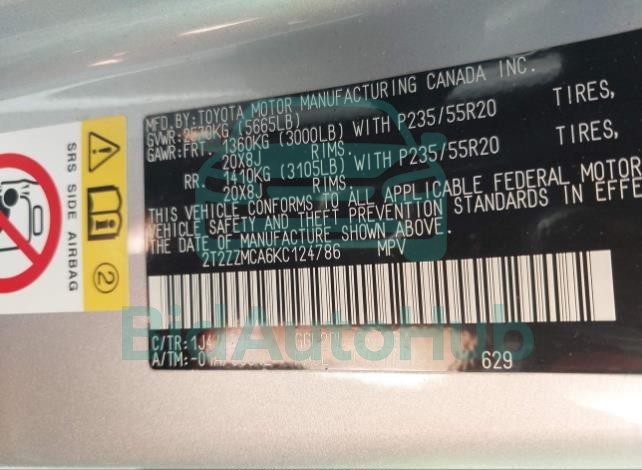 MFD.BY:TOYOTA MOTOR MANUFACTURING CANADA INC.
GVWR:2570KG (5665LB)
GAWR:FRT. 1360KG (3000LB) WITH P235/55R20 TIRES,
20X8J RIMS.
RR. 1410KG (3105LB) WITH P235/55R20 TIRES,
20X8J RIMS.
THIS VEHICLE CONFORMS TO ALL APPLICABLE FEDERAL MOTOR
VEHICLE SAFETY AND THEFT PREVENTION STANDARDS IN EFFE
THE DATE OF MANUFACTURE SHOWN ABOVE.
2T2ZZMCA6KC124786 MPV
C/TR:1J4
A/TM:
629
SRS SIDE AIRBAG
2
BidAutoHub